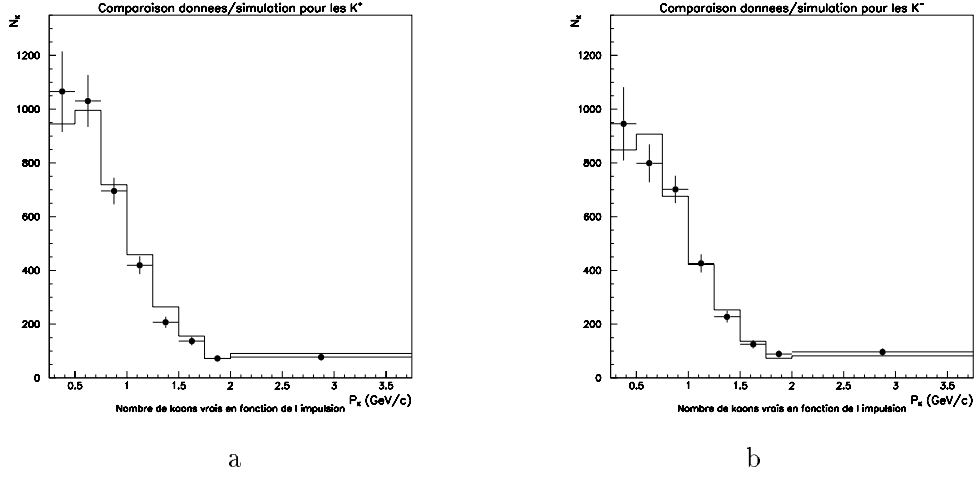 Comparaison donnees/simulation pour les K⁺
N_K
1200
1000
800
600
400
200
0
0.5 1 1.5 2 2.5 3 3.5
P_K (GeV/c)
Nombre de kaons vrais en fonction de l impulsion
a
Comparaison donnees/simulation pour les K⁻
N_K
1200
1000
800
600
400
200
0
0.5 1 1.5 2 2.5 3 3.5
P_K (GeV/c)
Nombre de kaons vrais en fonction de l impulsion
b